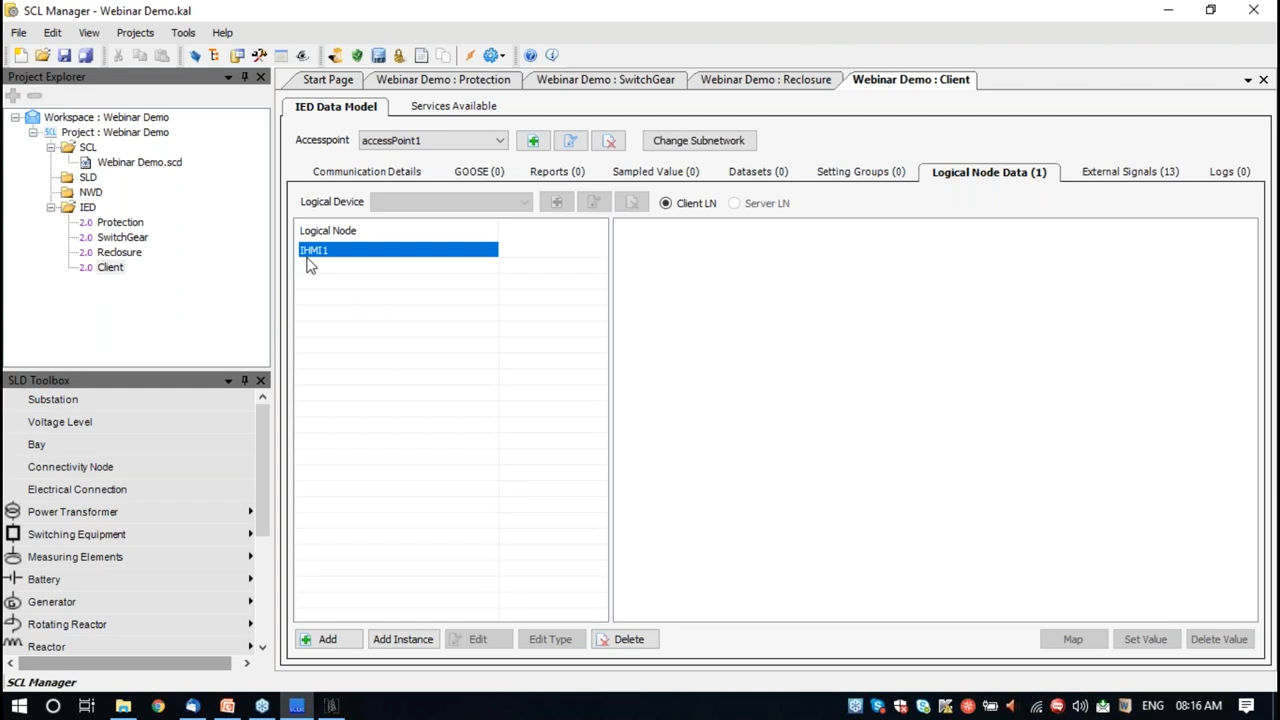 SCL Manager - Webinar Demo.kal
File Edit View Projects Tools Help
Project Explorer
Workspace : Webinar Demo
Project : Webinar Demo
SCL
Webinar Demo.scd
SLD
NWD
IED
2.0 Protection
2.0 SwitchGear
2.0 Reclosure
2.0 Client
SLD Toolbox
Substation
Voltage Level
Bay
Connectivity Node
Electrical Connection
Power Transformer
Switching Equipment
Measuring Elements
Battery
Generator
Rotating Reactor
Reactor
SCL Manager
Start Page Webinar Demo : Protection Webinar Demo : SwitchGear Webinar Demo : Reclosure Webinar Demo : Client
IED Data Model Services Available
Accesspoint accessPoint1 Change Subnetwork
Communication Details GOOSE (0) Reports (0) Sampled Value (0) Datasets (0) Setting Groups (0) Logical Node Data (1) External Signals (13) Logs (0)
Logical Device Client LN Server LN
Logical Node
IHMI1
Add Add Instance Edit Edit Type Delete Map Set Value Delete Value
ENG 08:16 AM